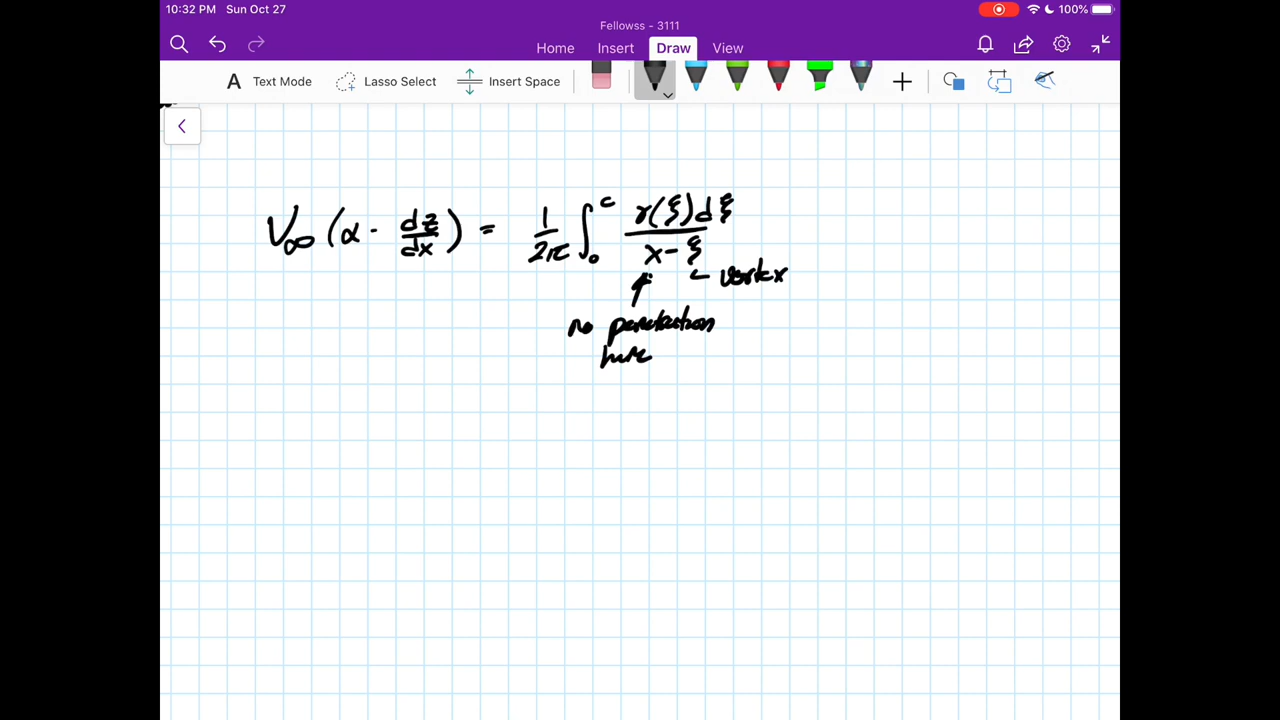 10:32 PM Sun Oct 27
100%
Fellowss - 3111
Home Insert Draw View
Text Mode Lasso Select Insert Space
V∞ (α - dz/dx) = 1/2π ∫₀ᶜ γ(ξ)dξ / x - ξ
← vortex
no penetration
here